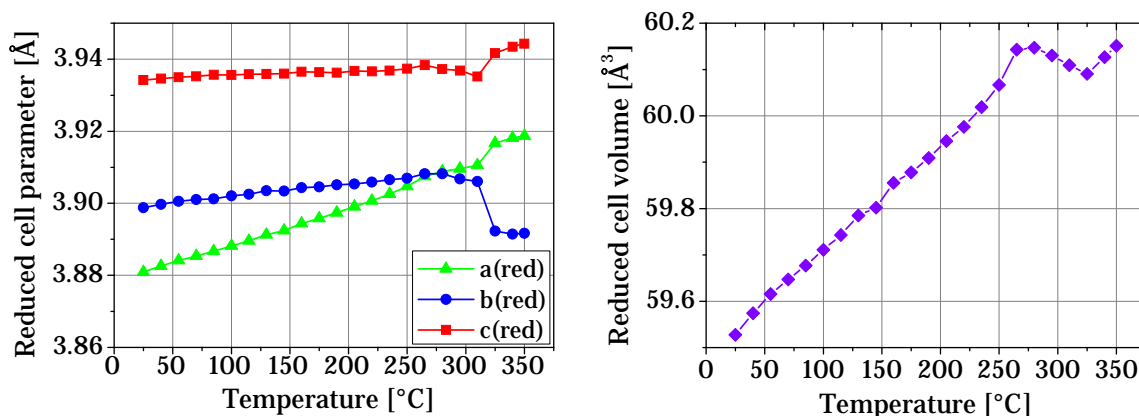 Reduced cell parameter [Å]
3.94
3.92
3.90
3.88
3.86
0 50 100 150 200 250 300 350
Temperature [°C]
a(red)
b(red)
c(red)
Reduced cell volume [Å³]
60.2
60.0
59.8
59.6
0 50 100 150 200 250 300 350
Temperature [°C]